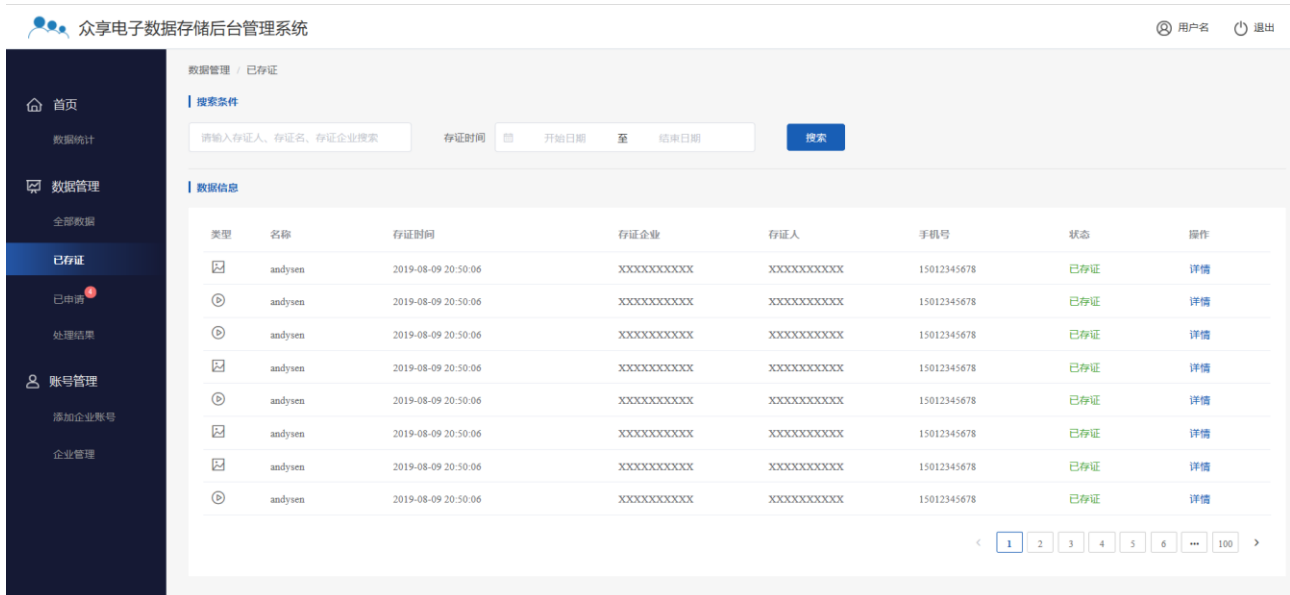 众享电子数据存储后台管理系统 用户名 退出
数据管理 / 已存证
首页
搜索条件
数据统计
请输入存证人、存证名、存证企业搜索 存证时间 开始日期 至 结束日期 搜索
数据管理
数据信息
全部数据
类型 名称 存证时间 存证企业 存证人 手机号 状态 操作
已存证
andysen 2019-08-09 20:50:06 XXXXXXXXXX XXXXXXXXXX 15012345678 已存证 详情
已申请 4
andysen 2019-08-09 20:50:06 XXXXXXXXXX XXXXXXXXXX 15012345678 已存证 详情
处理结果
andysen 2019-08-09 20:50:06 XXXXXXXXXX XXXXXXXXXX 15012345678 已存证 详情
andysen 2019-08-09 20:50:06 XXXXXXXXXX XXXXXXXXXX 15012345678 已存证 详情
账号管理
andysen 2019-08-09 20:50:06 XXXXXXXXXX XXXXXXXXXX 15012345678 已存证 详情
添加企业账号
andysen 2019-08-09 20:50:06 XXXXXXXXXX XXXXXXXXXX 15012345678 已存证 详情
企业管理
andysen 2019-08-09 20:50:06 XXXXXXXXXX XXXXXXXXXX 15012345678 已存证 详情
andysen 2019-08-09 20:50:06 XXXXXXXXXX XXXXXXXXXX 15012345678 已存证 详情
< 1 2 3 4 5 6 ••• 100 >